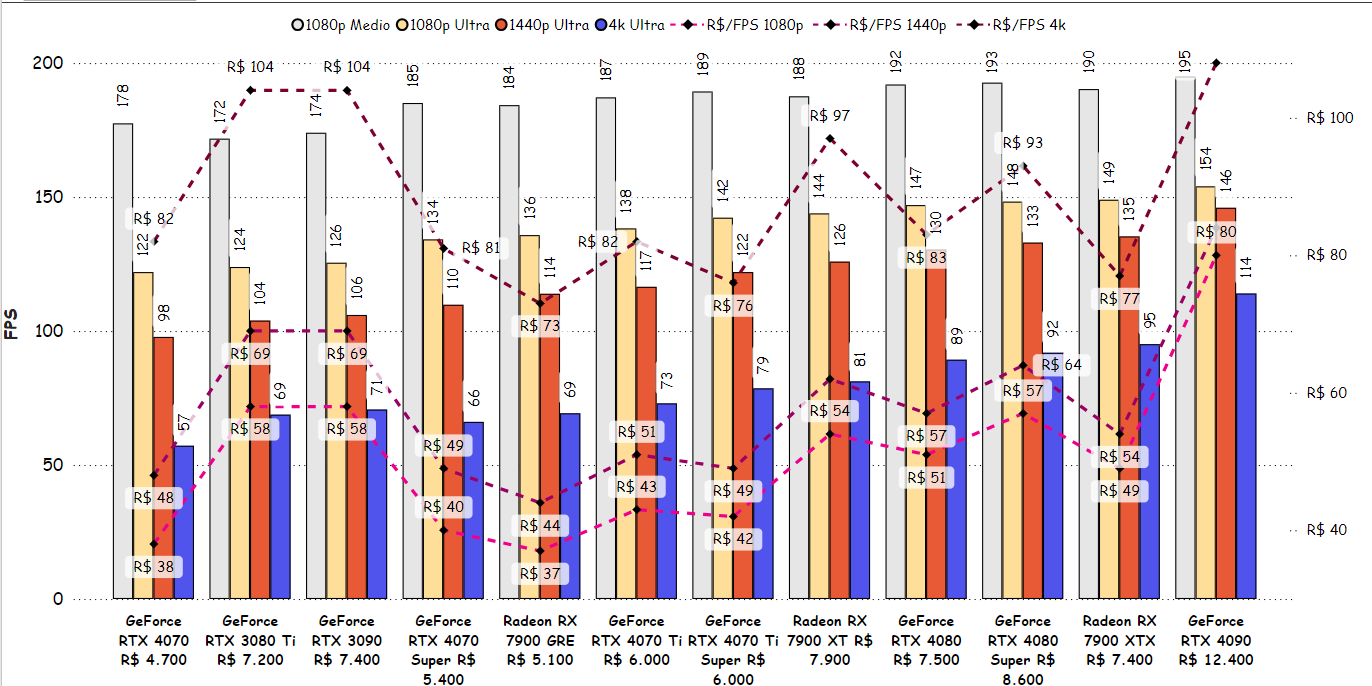 1080p Medio 1080p Ultra 1440p Ultra 4k Ultra R$/FPS 1080p R$/FPS 1440p R$/FPS 4k
FPS
200
150
100
50
0
R$ 100
R$ 80
R$ 60
R$ 40
178
122
98
57
R$ 82
R$ 48
R$ 38
172
124
104
69
R$ 104
R$ 69
R$ 58
174
126
106
71
R$ 104
R$ 69
R$ 58
185
134
110
66
R$ 81
R$ 49
R$ 40
184
136
114
69
R$ 73
R$ 44
R$ 37
187
138
117
73
R$ 82
R$ 51
R$ 43
189
142
122
79
R$ 76
R$ 49
R$ 42
188
144
126
81
R$ 97
R$ 54
192
147
130
89
R$ 83
R$ 57
R$ 51
193
148
133
92
R$ 93
R$ 64
R$ 57
190
149
135
95
R$ 77
R$ 54
R$ 49
195
154
146
114
R$ 80
GeForce
RTX 4070
R$ 4.700
GeForce
RTX 3080 Ti
R$ 7.200
GeForce
RTX 3090
R$ 7.400
GeForce
RTX 4070
Super R$
5.400
Radeon RX
7900 GRE
R$ 5.100
GeForce
RTX 4070 Ti
R$ 6.000
GeForce
RTX 4070 Ti
Super R$
6.000
Radeon RX
7900 XT R$
7.900
GeForce
RTX 4080
R$ 7.500
GeForce
RTX 4080
Super R$
8.600
Radeon RX
7900 XTX
R$ 7.400
GeForce
RTX 4090
R$ 12.400